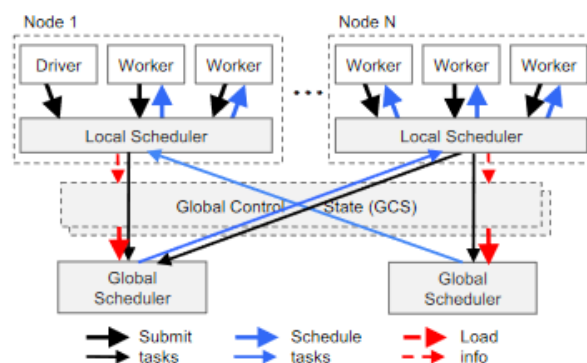 Node 1
Node N
Driver Worker Worker
Worker Worker Worker
...
Local Scheduler
Local Scheduler
Global Control State (GCS)
Global
Scheduler
Global
Scheduler
Submit
tasks
Schedule
tasks
Load
info